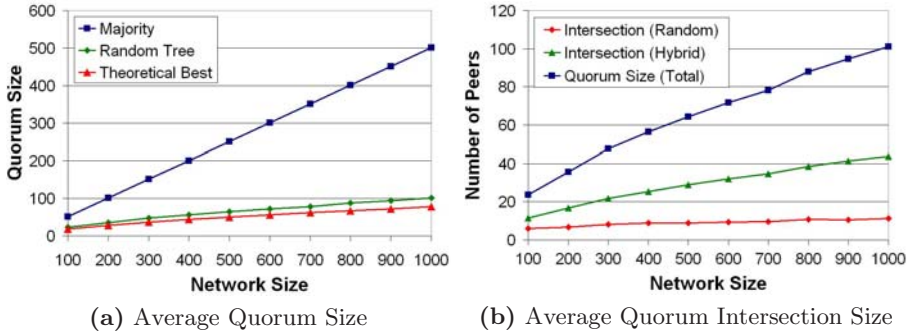 600
500
400
300
200
100
0
Quorum Size
Majority
Random Tree
Theoretical Best
100 200 300 400 500 600 700 800 900 1000
Network Size
(a) Average Quorum Size
120
100
80
60
40
20
0
Number of Peers
Intersection (Random)
Intersection (Hybrid)
Quorum Size (Total)
100 200 300 400 500 600 700 800 900 1000
Network Size
(b) Average Quorum Intersection Size